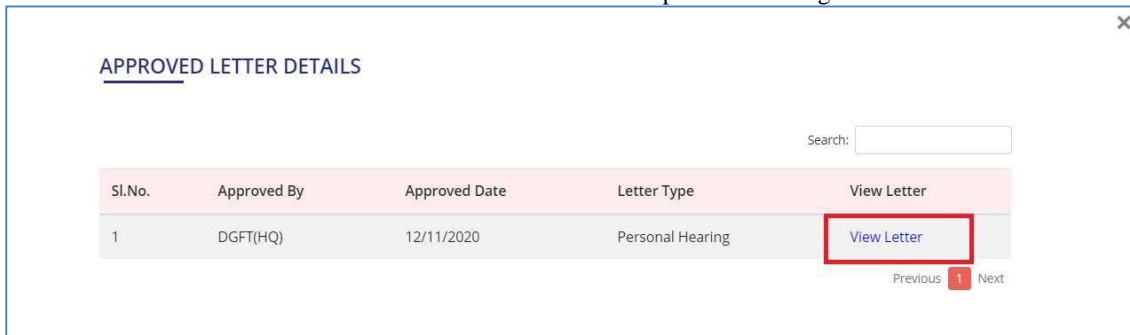 ×
APPROVED LETTER DETAILS
Search:
Sl.No. Approved By Approved Date Letter Type View Letter
1 DGFT(HQ) 12/11/2020 Personal Hearing View Letter
Previous 1 Next